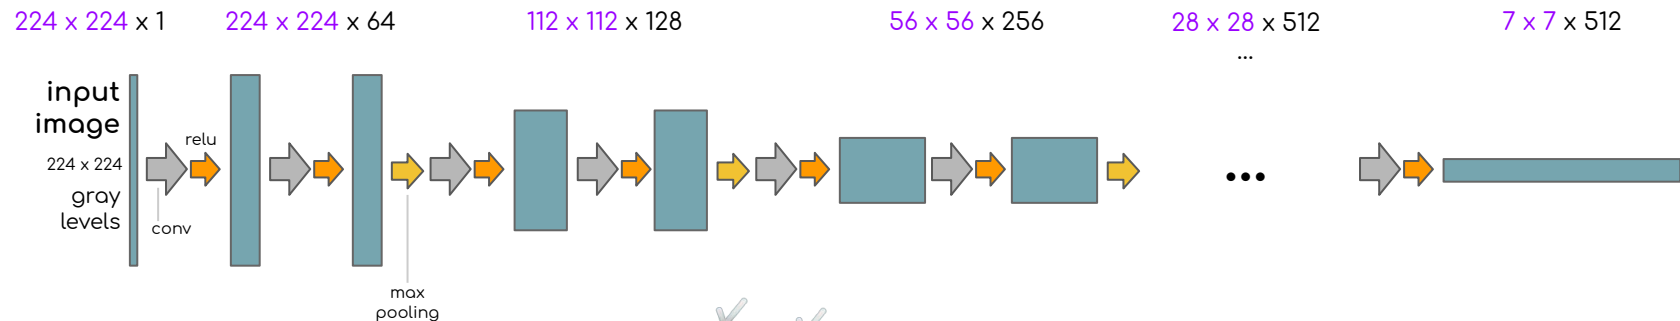 224 x 224 x 1
224 x 224 x 64
112 x 112 x 128
56 x 56 x 256
28 x 28 x 512
...
7 x 7 x 512
input
image
224 x 224
gray
levels
relu
conv
max
pooling
...